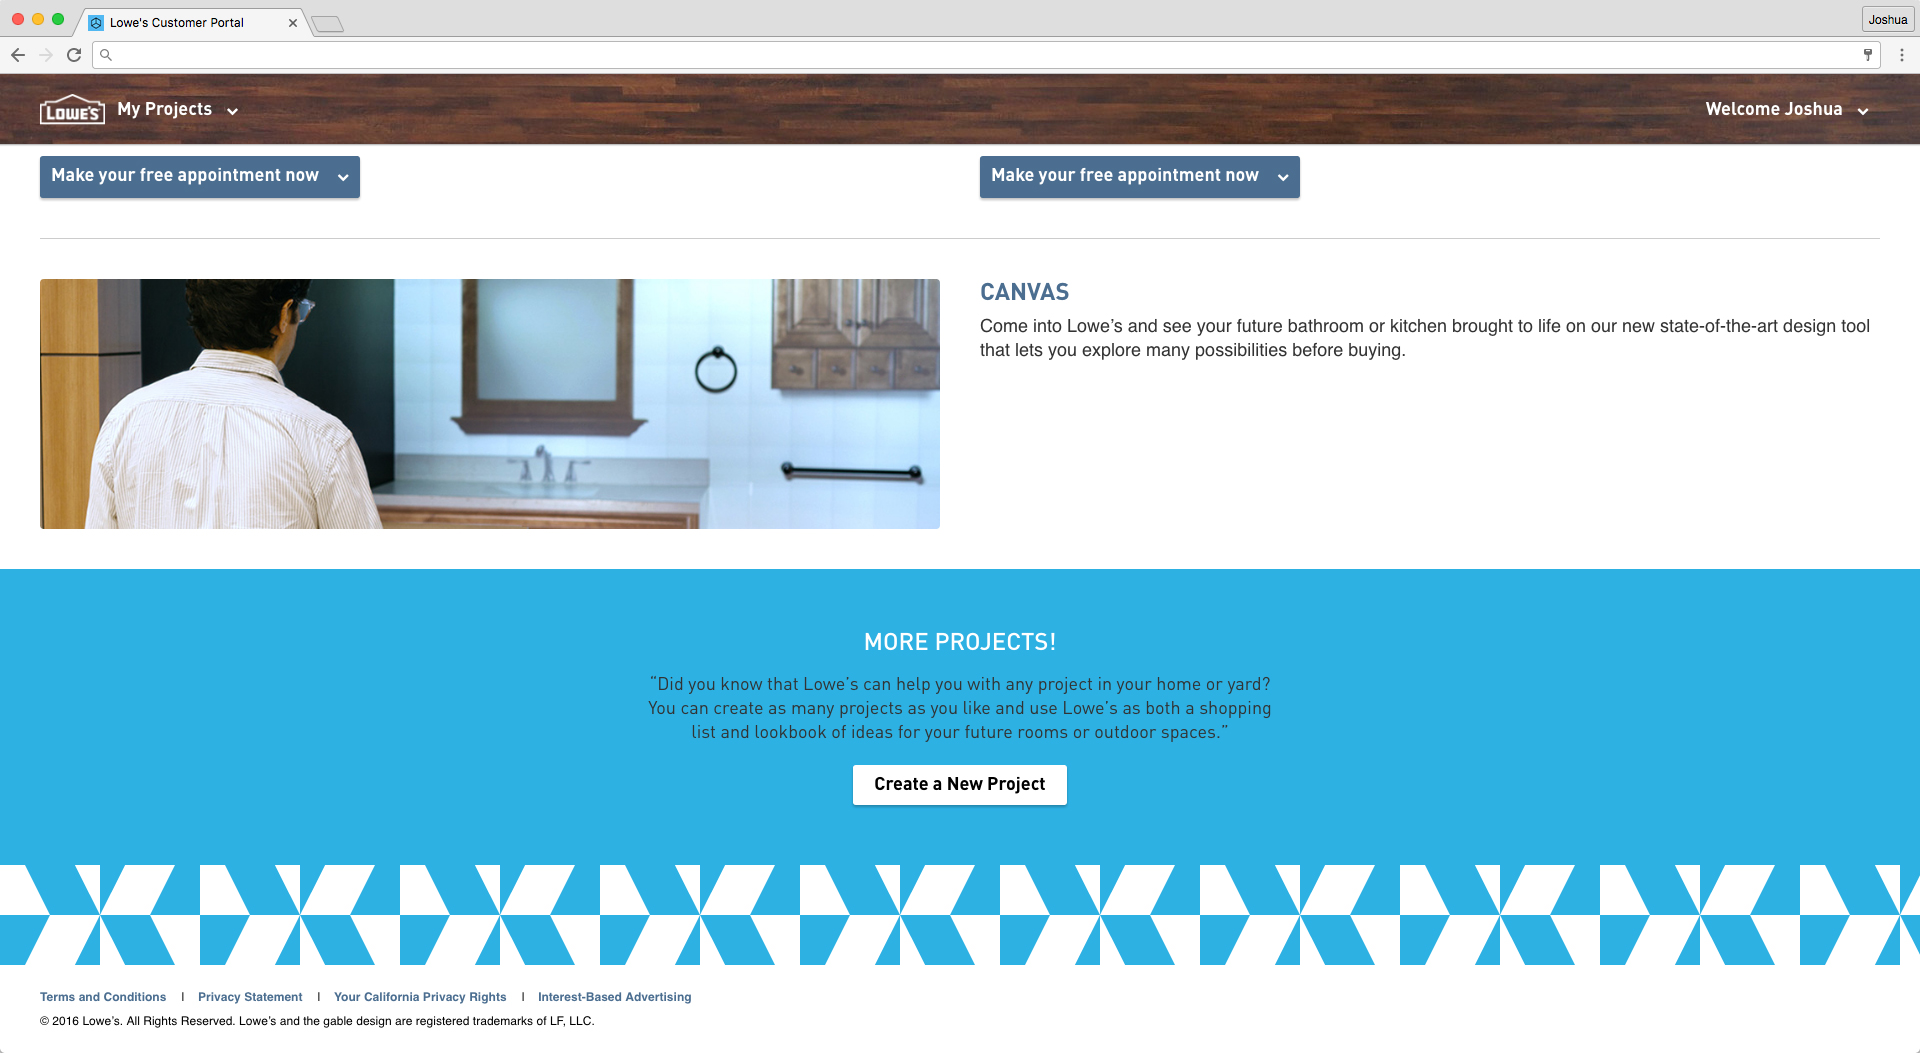 Lowe's Customer Portal
Joshua
LOWE'S
My Projects
Welcome Joshua
Make your free appointment now
Make your free appointment now
CANVAS
Come into Lowe’s and see your future bathroom or kitchen brought to life on our new state-of-the-art design tool
that lets you explore many possibilities before buying.
MORE PROJECTS!
“Did you know that Lowe’s can help you with any project in your home or yard?
You can create as many projects as you like and use Lowe’s as both a shopping
list and lookbook of ideas for your future rooms or outdoor spaces.”
Create a New Project
Terms and Conditions | Privacy Statement | Your California Privacy Rights | Interest-Based Advertising
© 2016 Lowe’s. All Rights Reserved. Lowe’s and the gable design are registered trademarks of LF, LLC.